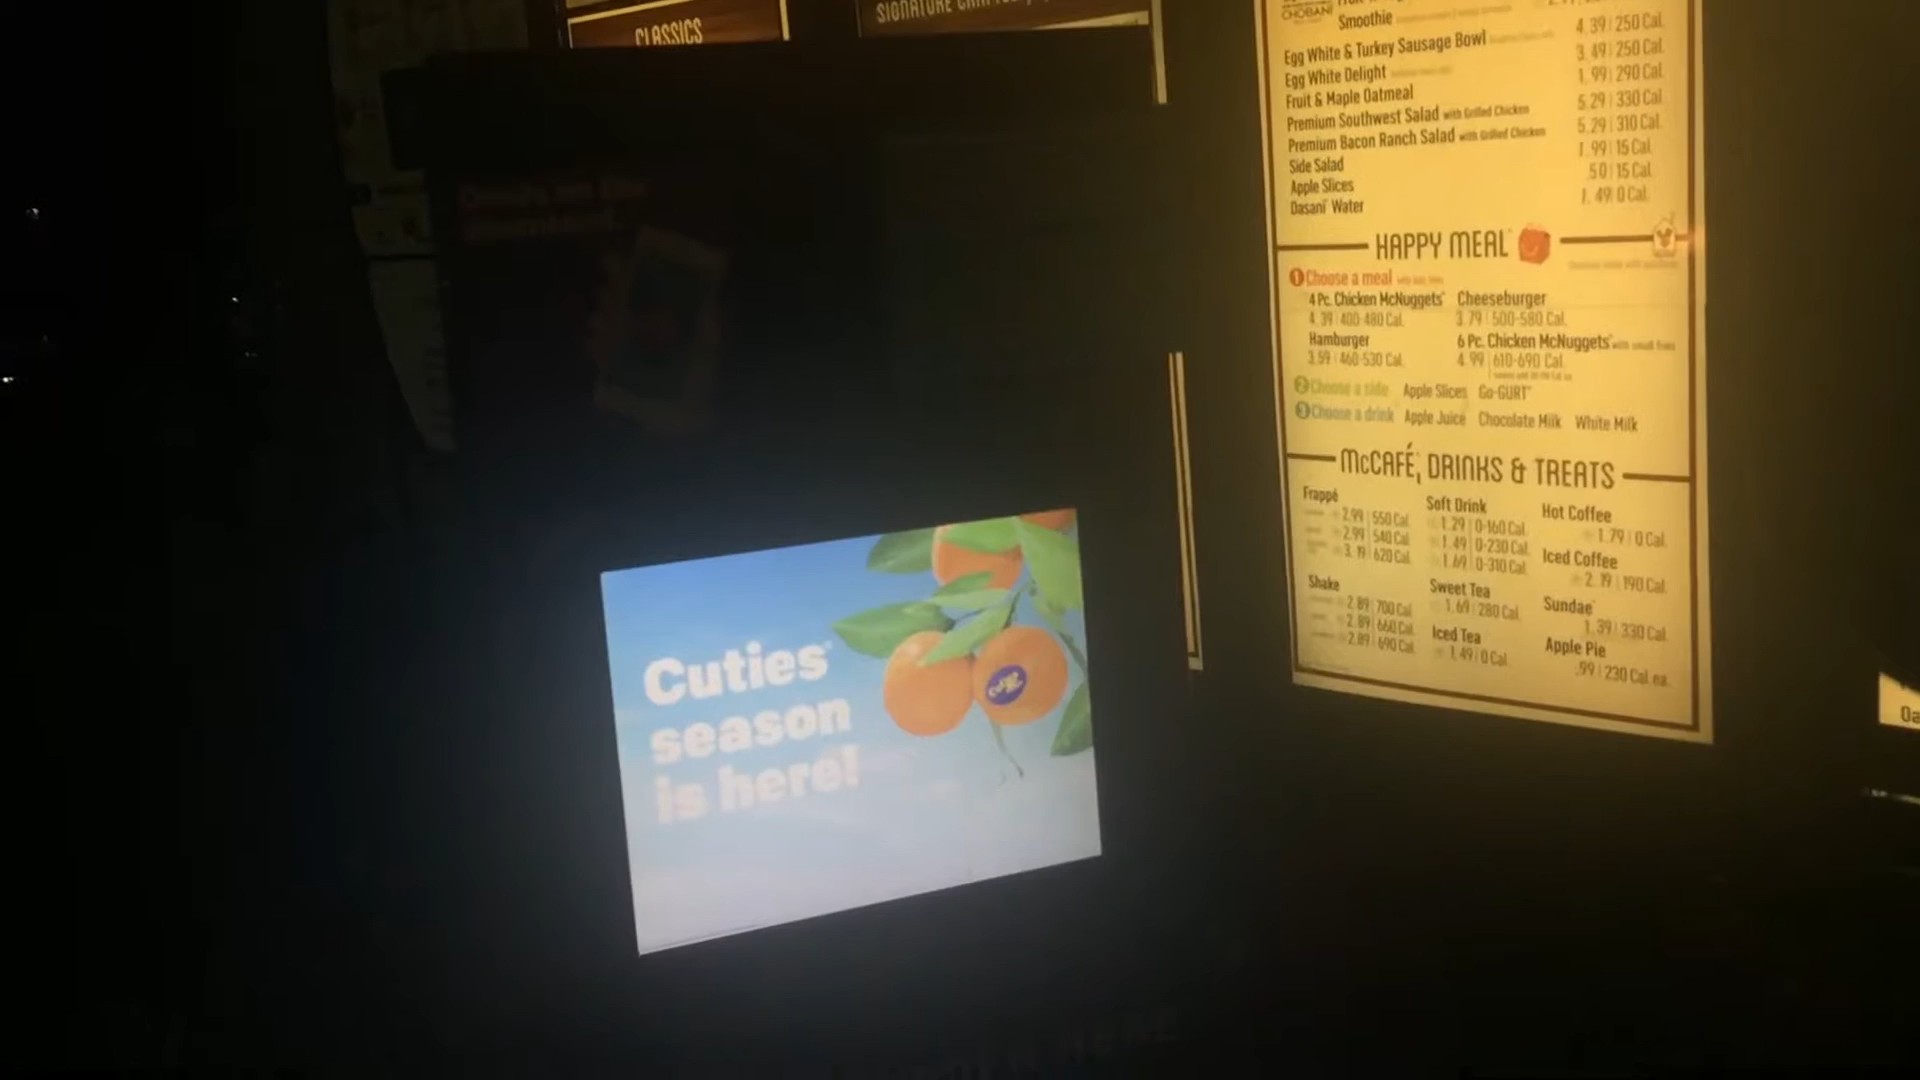 CLASSICS
SIGNATURE
CHOBANI
Smoothie
Egg White & Turkey Sausage Bowl 4.39 | 250 Cal.
Egg White Delight 3.49 | 250 Cal.
Fruit & Maple Oatmeal 1.99 | 290 Cal.
Premium Southwest Salad with Grilled Chicken 5.29 | 330 Cal.
Premium Bacon Ranch Salad with Grilled Chicken 5.29 | 310 Cal.
Side Salad 1.99 | 15 Cal.
Apple Slices .50 | 15 Cal.
Dasani Water 1.49 | 0 Cal.
HAPPY MEAL
1 Choose a meal
4 Pc. Chicken McNuggets® Cheeseburger
4.39 | 400-480 Cal. 3.79 | 500-580 Cal.
Hamburger 6 Pc. Chicken McNuggets® with small fries
3.59 | 460-530 Cal. 4.99 | 610-690 Cal.
2 Choose a side Apple Slices Go-GURT®
3 Choose a drink Apple Juice Chocolate Milk White Milk
McCAFÉ, DRINKS & TREATS
Frappé
2.99 | 550 Cal.
2.99 | 540 Cal.
3.19 | 620 Cal.
Shake
2.89 | 700 Cal.
2.89 | 660 Cal.
2.89 | 690 Cal.
Soft Drink
1.29 | 0-160 Cal.
1.49 | 0-230 Cal.
1.69 | 0-310 Cal.
Sweet Tea
1.69 | 280 Cal.
Iced Tea
1.49 | 0 Cal.
Hot Coffee
1.79 | 0 Cal.
Iced Coffee
2.19 | 190 Cal.
Sundae
1.39 | 330 Cal.
Apple Pie
.99 | 230 Cal. ea.
Cuties®
season
is here!